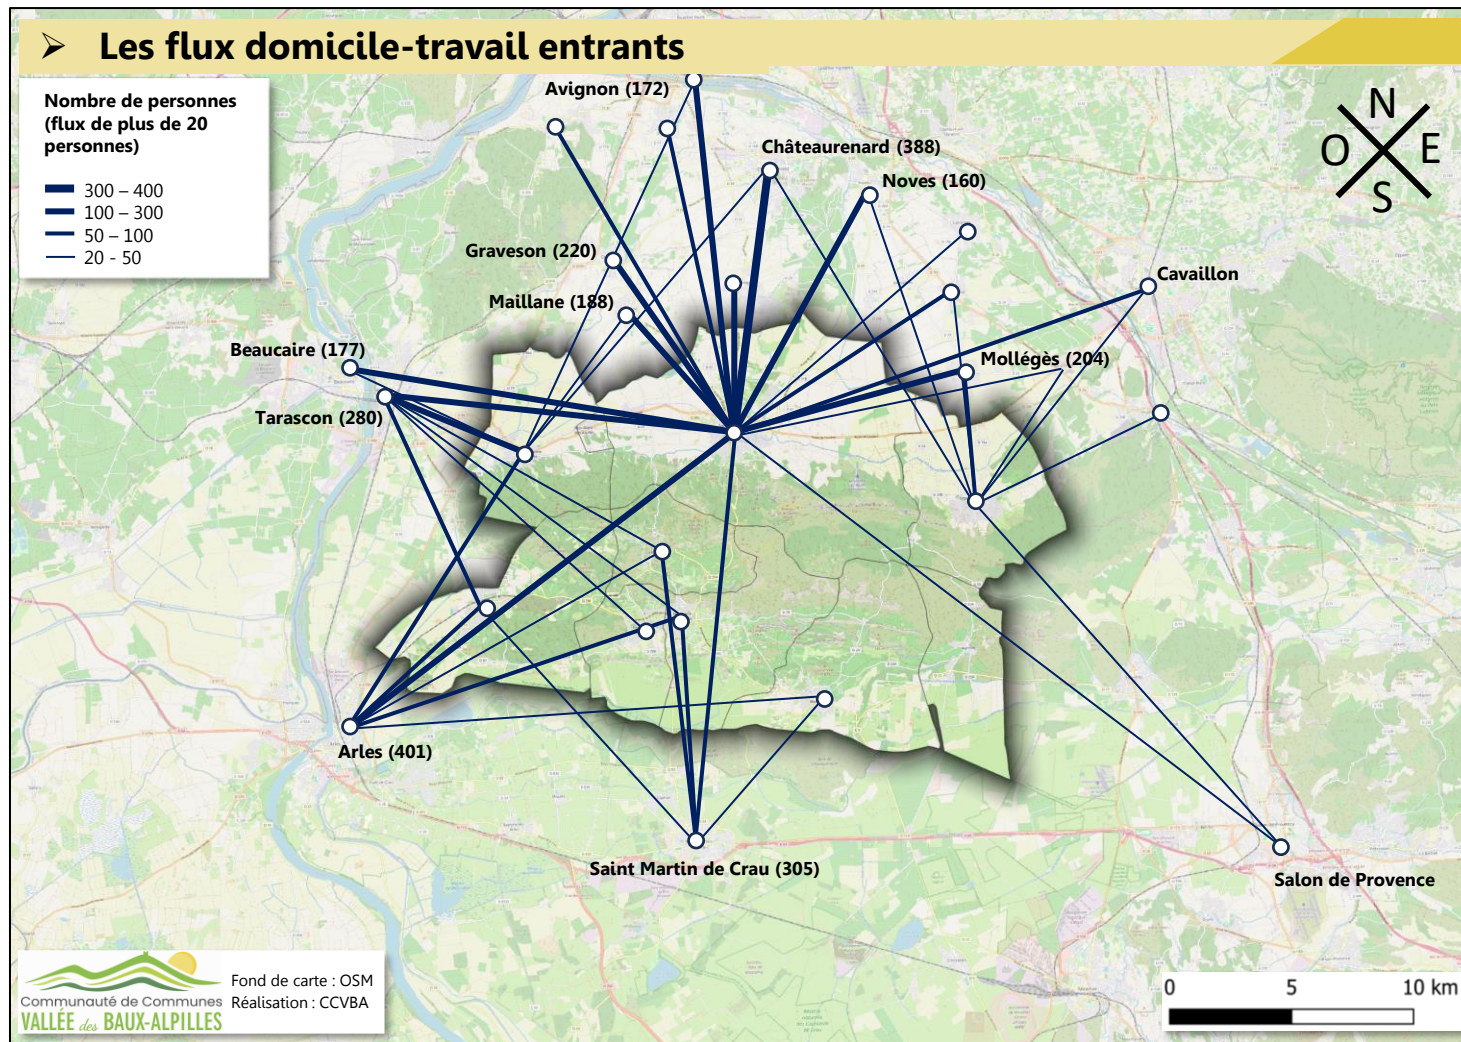 ➢ Les flux domicile-travail entrants
Nombre de personnes
(flux de plus de 20
personnes)
300 – 400
100 – 300
50 – 100
20 - 50
N
O
E
S
Avignon (172)
Châteaurenard (388)
Noves (160)
Graveson (220)
Cavaillon
Maillane (188)
Beaucaire (177)
Mollégès (204)
Tarascon (280)
Arles (401)
Saint Martin de Crau (305)
Salon de Provence
Communauté de Communes
VALLÉE des BAUX-ALPILLES
Fond de carte : OSM
Réalisation : CCVBA
0 5 10 km